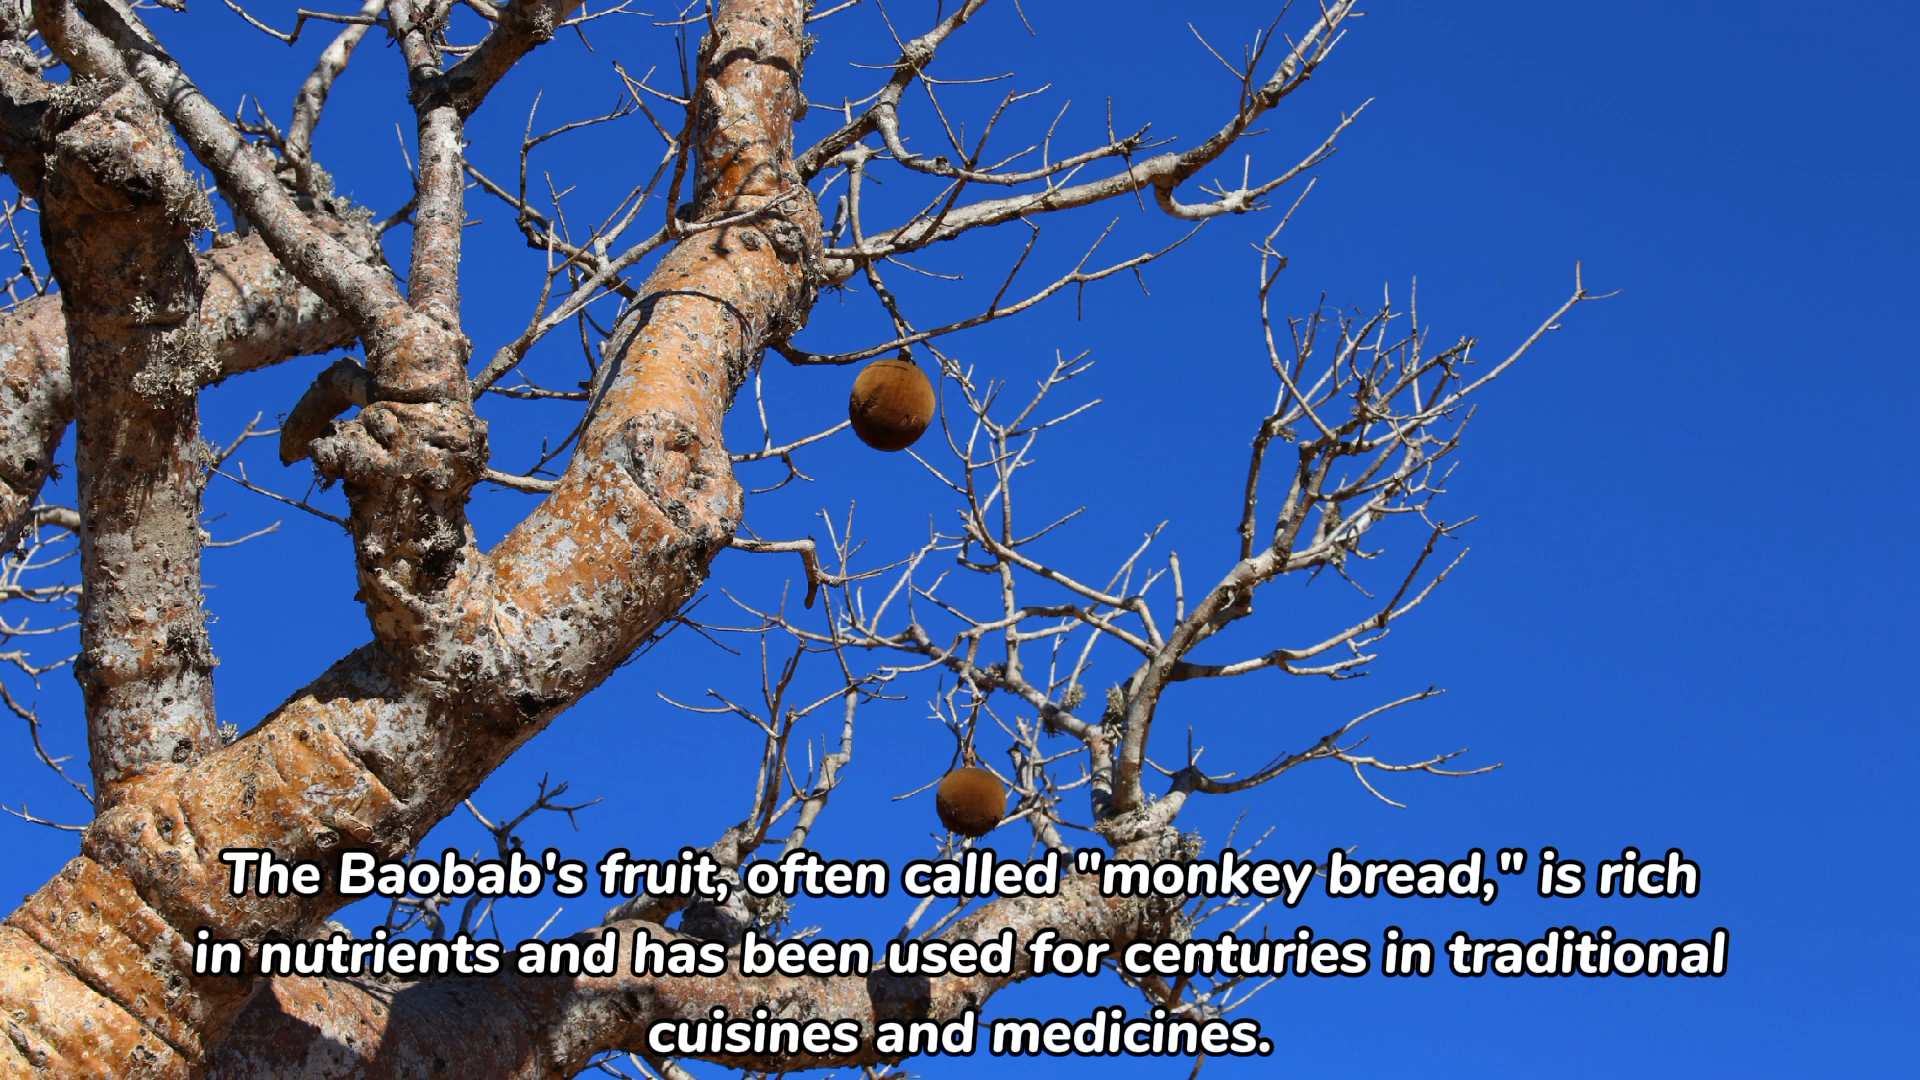 The Baobab's fruit, often called "monkey bread," is rich
in nutrients and has been used for centuries in traditional
cuisines and medicines.